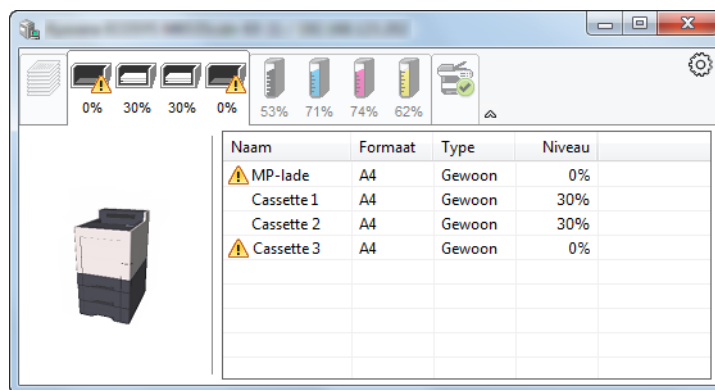 0% 30% 30% 0% 53% 71% 74% 62%
Naam Formaat Type Niveau
MP-lade A4 Gewoon 0%
Cassette 1 A4 Gewoon 30%
Cassette 2 A4 Gewoon 30%
Cassette 3 A4 Gewoon 0%